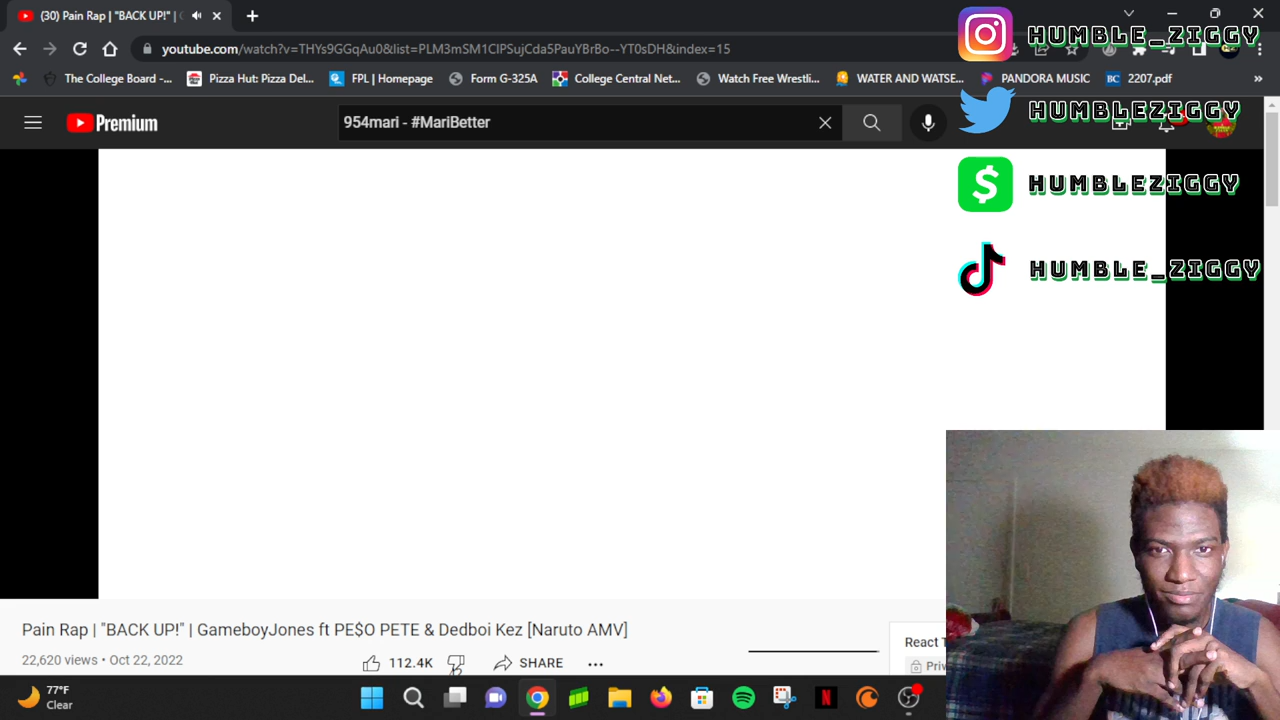 (30) Pain Rap | "BACK UP!" |
youtube.com/watch?v=THYs9GGqAu0&list=PLM3mSM1CIPSujCda5PauYBrBo--YT0sDH&index=15
HUMBLE_ZIGGY
The College Board -...
Pizza Hut: Pizza Del...
FPL | Homepage
Form G-325A
College Central Net...
Watch Free Wrestli...
WATER AND WATSE...
PANDORA MUSIC
BC 2207.pdf
»
Premium
954mari - #MariBetter
HUMBLEZIGGY
HUMBLEZIGGY
HUMBLE_ZIGGY
Pain Rap | "BACK UP!" | GameboyJones ft PE$O PETE & Dedboi Kez [Naruto AMV]
22,620 views • Oct 22, 2022
112.4K
SHARE
React
Priv
77°F
Clear